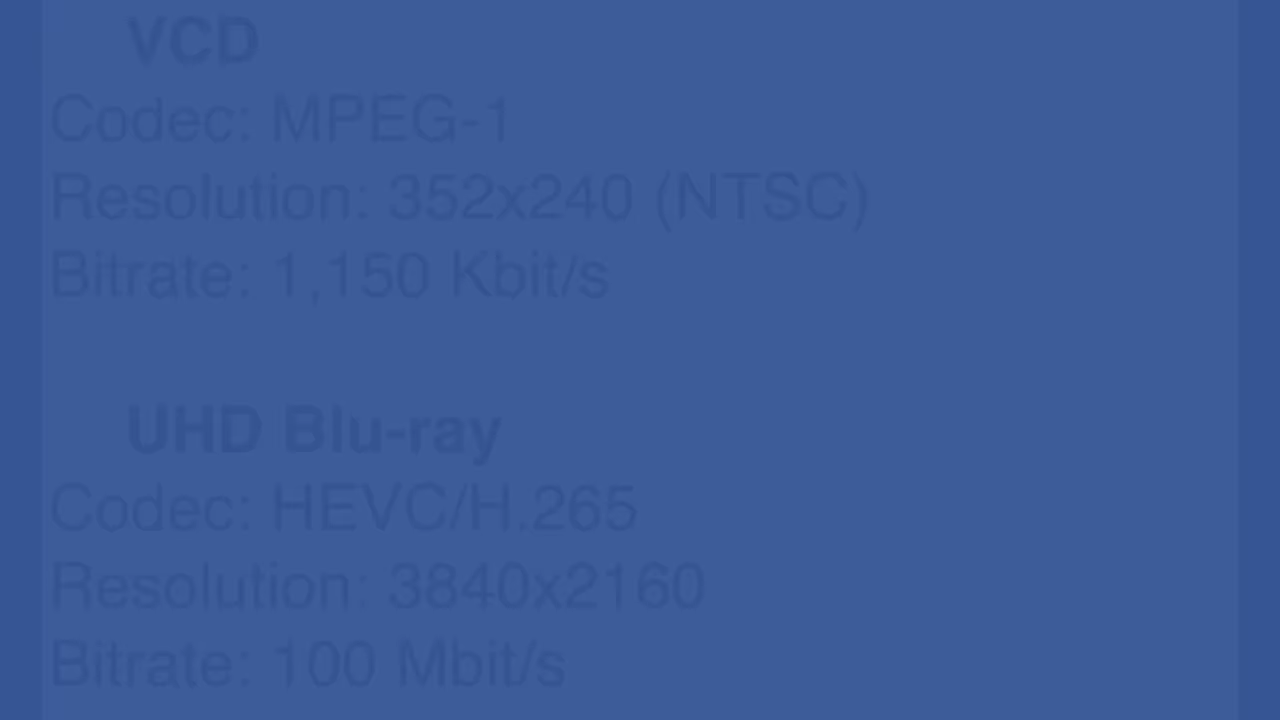 VCD
Codec: MPEG-1
Resolution: 352x240 (NTSC)
Bitrate: 1,150 Kbit/s
UHD Blu-ray
Codec: HEVC/H.265
Resolution: 3840x2160
Bitrate: 100 Mbit/s